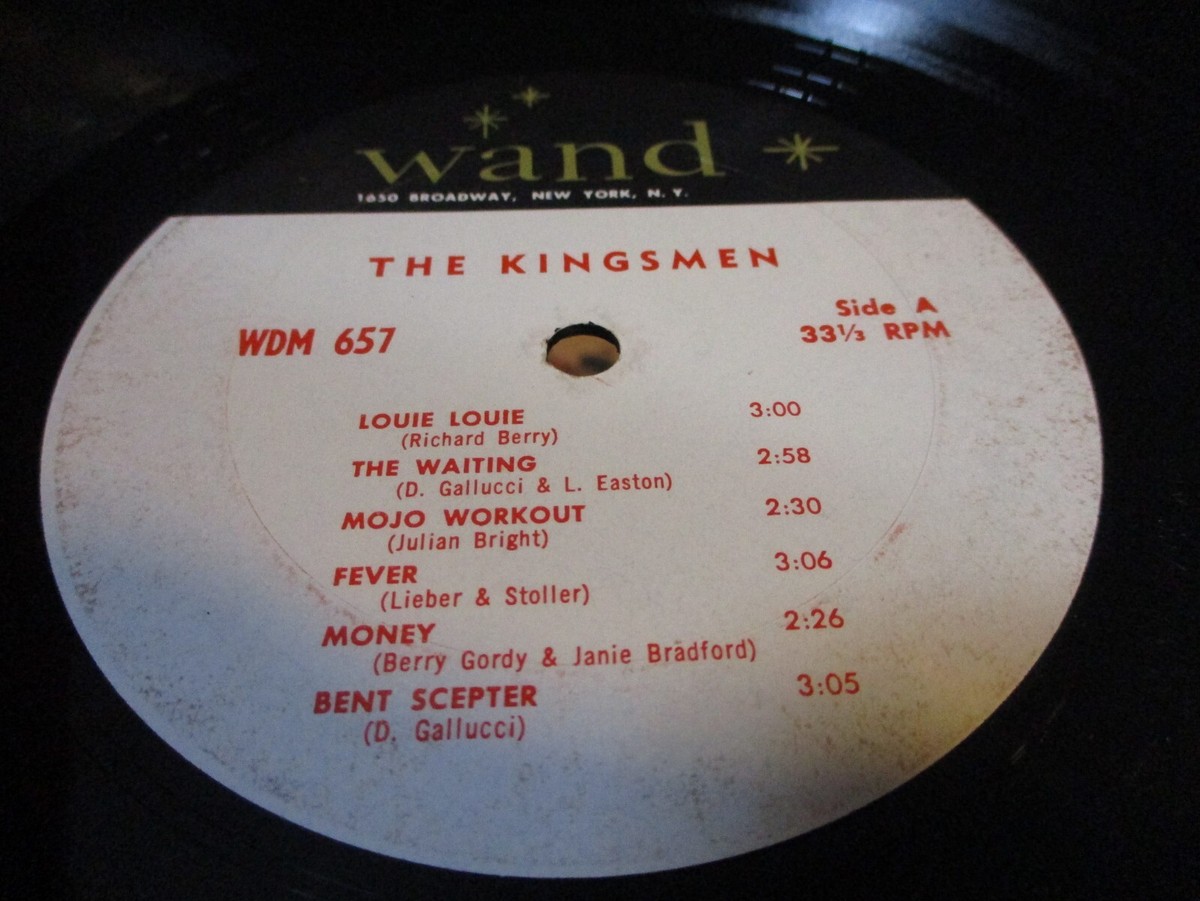 wand
1650 BROADWAY, NEW YORK, N. Y.
THE KINGSMEN
Side A
WDM 657
33⅓ RPM
LOUIE LOUIE 3:00
(Richard Berry)
THE WAITING 2:58
(D. Gallucci & L. Easton)
MOJO WORKOUT 2:30
(Julian Bright)
FEVER 3:06
(Lieber & Stoller)
MONEY 2:26
(Berry Gordy & Janie Bradford)
BENT SCEPTER 3:05
(D. Gallucci)